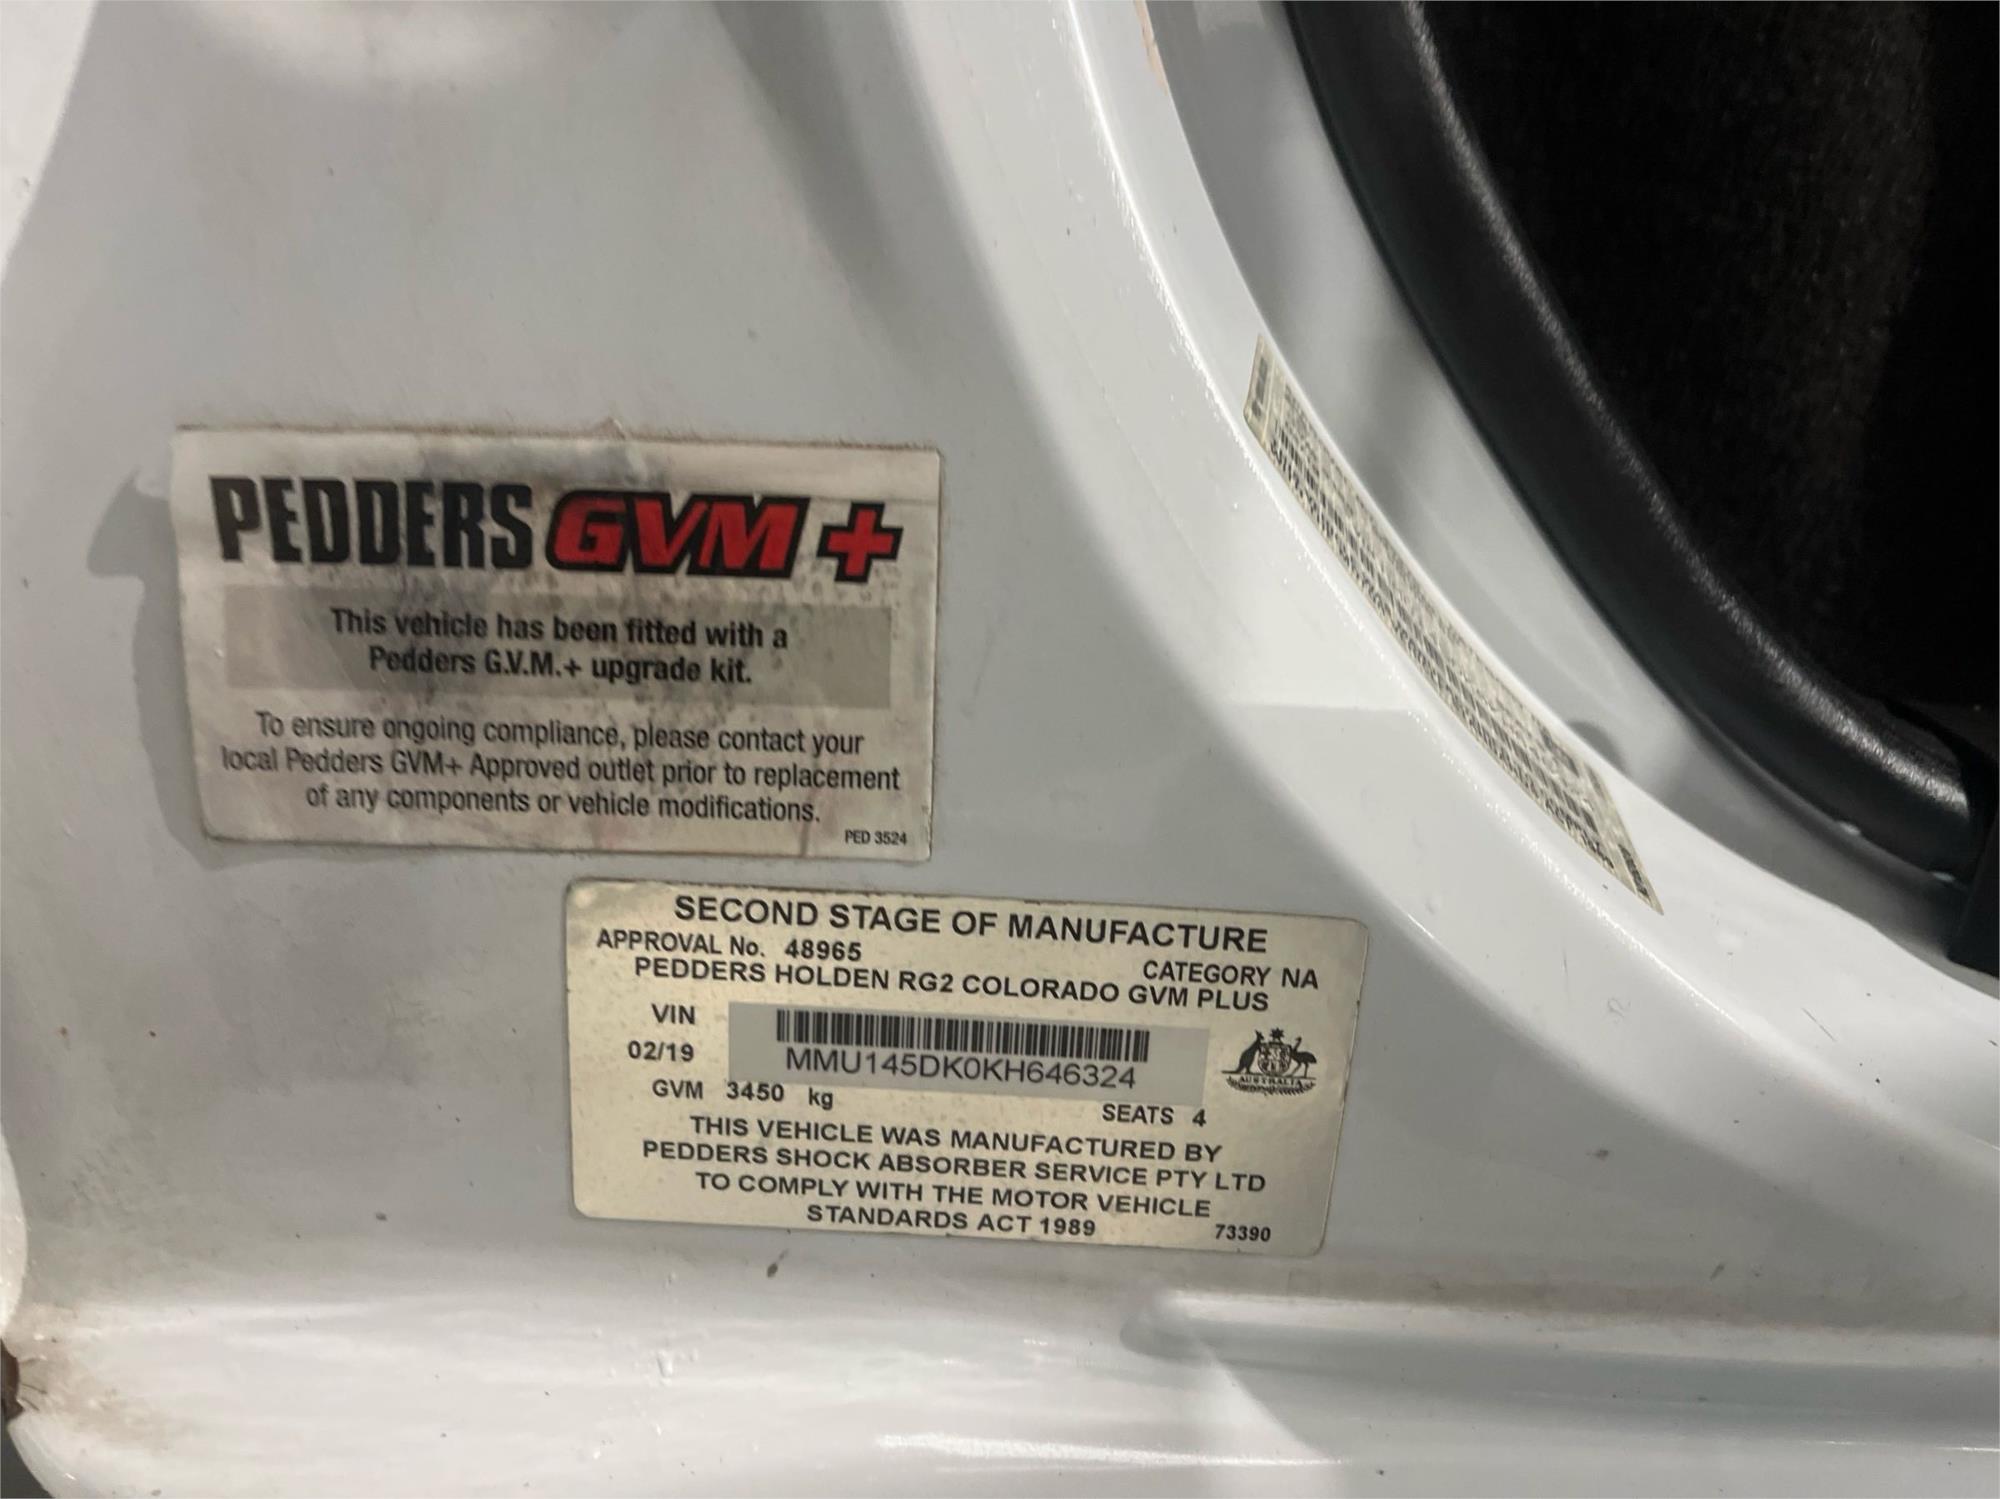 PEDDERS GVM +
This vehicle has been fitted with a
Pedders G.V.M.+ upgrade kit.
To ensure ongoing compliance, please contact your
local Pedders GVM+ Approved outlet prior to replacement
of any components or vehicle modifications.
PED 3524
SECOND STAGE OF MANUFACTURE
APPROVAL No. 48965
CATEGORY NA
PEDDERS HOLDEN RG2 COLORADO GVM PLUS
VIN
02/19
MMU145DK0KH646324
AUSTRALIA
GVM 3450 kg
SEATS 4
THIS VEHICLE WAS MANUFACTURED BY
PEDDERS SHOCK ABSORBER SERVICE PTY LTD
TO COMPLY WITH THE MOTOR VEHICLE
STANDARDS ACT 1989
73390